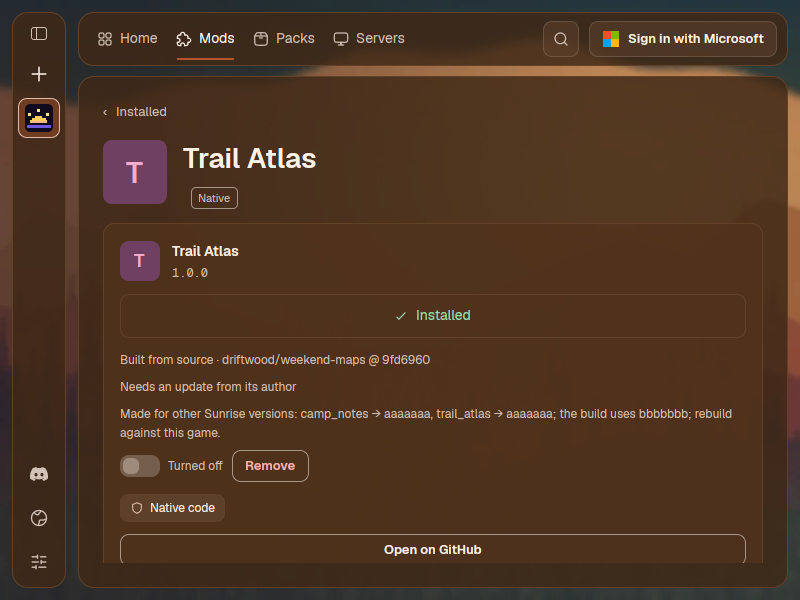 Home
Mods
Packs
Servers
Sign in with Microsoft
‹ Installed
T
Trail Atlas
Native
T
Trail Atlas
1.0.0
Installed
Built from source · driftwood/weekend-maps @ 9fd6960
Needs an update from its author
Made for other Sunrise versions: camp_notes → aaaaaaa, trail_atlas → aaaaaaa; the build uses bbbbbbb; rebuild
against this game.
Turned off
Remove
Native code
Open on GitHub